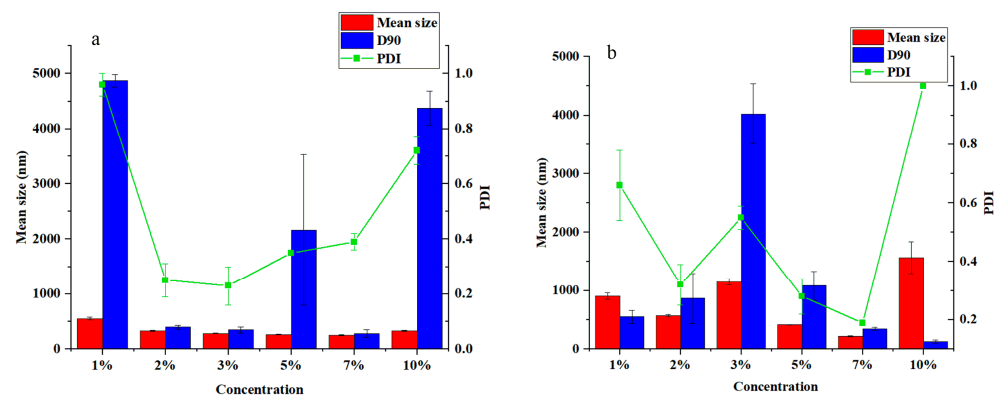 a
Mean size
D90
PDI
5000
4000
3000
2000
1000
0
Mean size (nm)
1.0
0.8
0.6
0.4
0.2
0.0
PDI
1% 2% 3% 5% 7% 10%
Concentration
b
Mean size
D90
PDI
5000
4000
3000
2000
1000
0
Mean size (nm)
1.0
0.8
0.6
0.4
0.2
PDI
1% 2% 3% 5% 7% 10%
Concentration